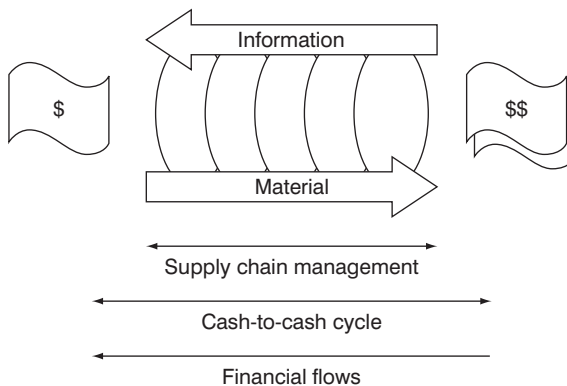 Information
$
$$
Material
Supply chain management
Cash-to-cash cycle
Financial flows